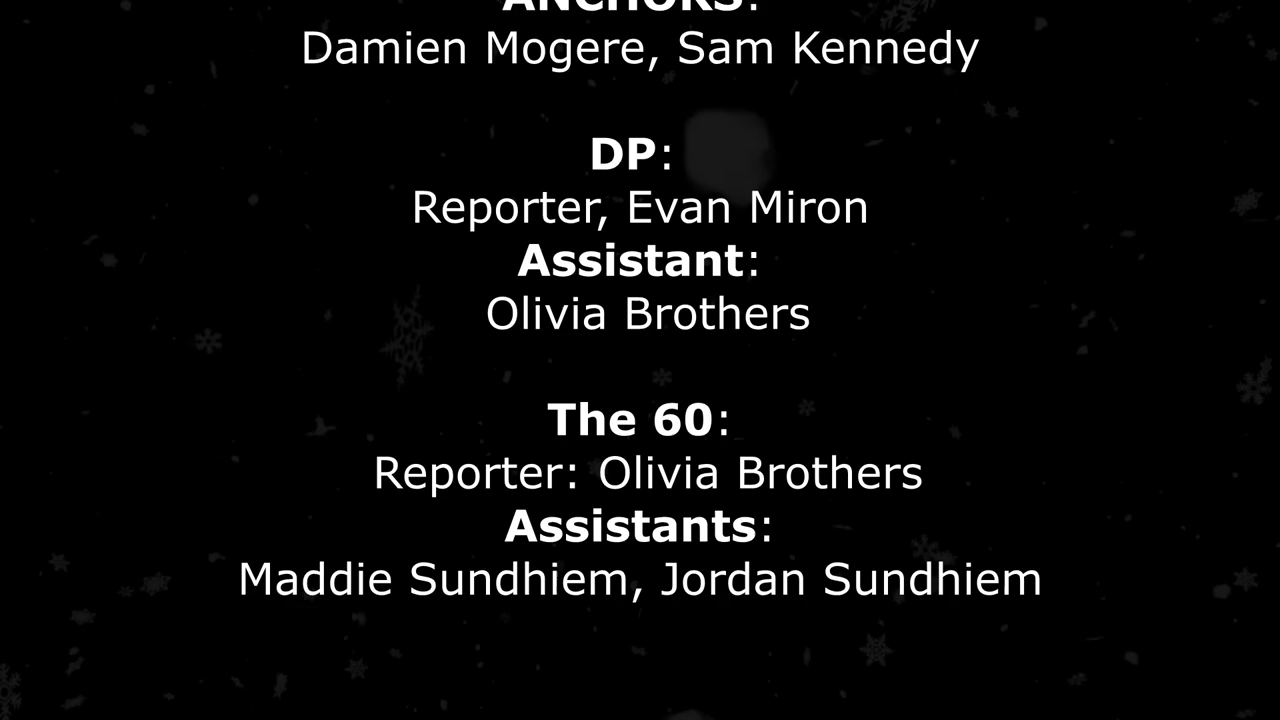 ANCHORS:
Damien Mogere, Sam Kennedy
DP:
Reporter, Evan Miron
Assistant:
Olivia Brothers
The 60:
Reporter: Olivia Brothers
Assistants:
Maddie Sundhiem, Jordan Sundhiem